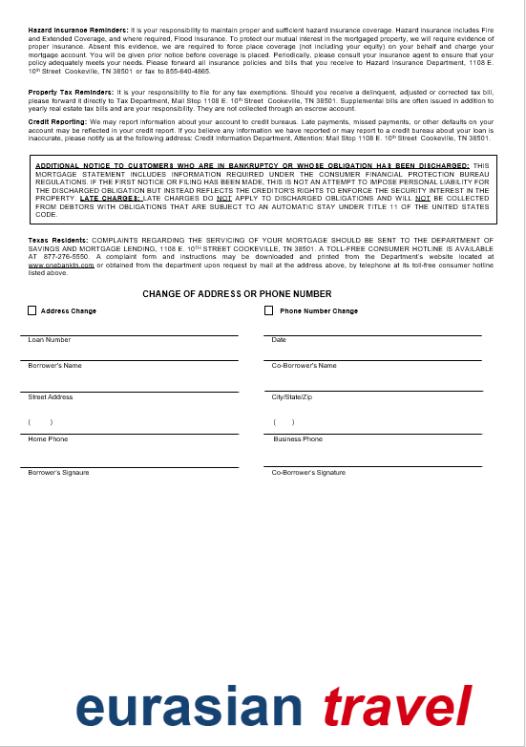 Hazard Insurance Reminders: It is your responsibility to maintain proper and sufficient hazard insurance coverage. Hazard insurance includes Fire
and Extended Coverage, and where required, Flood Insurance. To protect our mutual interest in the mortgaged property, we will require evidence of
proper insurance. Absent this evidence, we are required to force place coverage (not including your equity) on your behalf and charge your
mortgage account. You will be given prior notice before coverage is placed. Periodically, please consult your insurance agent to ensure this policy
adequately meets your needs. Please forward all insurance policies and bills that you receive to Hazard Insurance Department, 1108 E.
10th Street Cookeville, TN 38501 or fax to 855-640-4865.
Property Tax Reminders: It is your responsibility to file for any tax exemptions. Should you receive a delinquent, adjusted or corrected tax bill,
please forward it directly to Tax Department, Mail Stop 1108 E. 10th Street Cookeville, TN 38501. Supplemental bills are often issued in addition to
yearly real estate tax bills and are your responsibility. They are not collected through an escrow account.
Credit Reporting: We may report information about your account to credit bureaus. Late payments, missed payments, or other defaults on your
account may be reflected in your credit report. If you believe any information we have reported or may report to a credit bureau about your loan is
inaccurate, please notify us at the following address: Credit Information Department, Attention: Mail Stop 1108 E. 10th Street Cookeville, TN 38501.
ADDITIONAL NOTICE TO CUSTOMERS WHO ARE IN BANKRUPTCY OR WHOSE OBLIGATION HAS BEEN DISCHARGED: THIS
MORTGAGE STATEMENT INCLUDES INFORMATION REQUIRED UNDER THE CONSUMER FINANCIAL PROTECTION BUREAU
REGULATIONS. IF THE FIRST NOTICE OR FILING HAS BEEN MADE, THIS IS NOT AN ATTEMPT TO IMPOSE PERSONAL LIABILITY FOR
THE DISCHARGED OBLIGATION BUT INSTEAD REFLECTS THE CREDITOR'S RIGHTS TO ENFORCE THE SECURITY INTEREST IN THE
PROPERTY. LATE CHARGES: LATE CHARGES DO NOT APPLY TO DISCHARGED OBLIGATIONS AND WILL NOT BE COLLECTED
FROM DEBTORS WITH OBLIGATIONS THAT ARE SUBJECT TO AN AUTOMATIC STAY UNDER TITLE 11 OF THE UNITED STATES
CODE.
Texas Residents: COMPLAINTS REGARDING THE SERVICING OF YOUR MORTGAGE SHOULD BE SENT TO THE DEPARTMENT OF
SAVINGS AND MORTGAGE LENDING, 1108 E. 10TH STREET COOKEVILLE, TN 38501. A TOLL-FREE CONSUMER HOTLINE IS AVAILABLE
AT 877-276-5550. A complaint form and instructions may be downloaded and printed from the Department's website located at
www.onebanktn.com or obtained from the department upon request by mail at the address above, by telephone at its toll-free consumer hotline
listed above.
CHANGE OF ADDRESS OR PHONE NUMBER
Address Change Phone Number Change
Loan Number Date
Borrower's Name Co-Borrower's Name
Street Address City/State/Zip
( ) ( )
Home Phone Business Phone
Borrower's Signaure Co-Borrower's Signature
eurasian travel